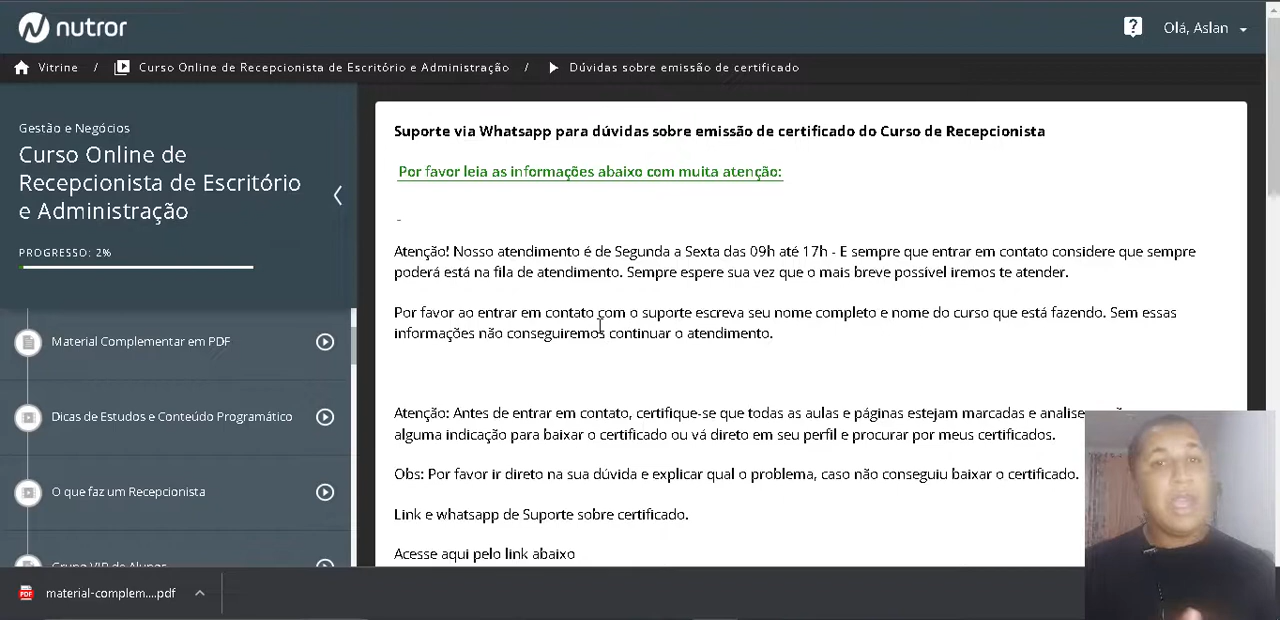 nutror
Olá, Aslan
Vitrine / Curso Online de Recepcionista de Escritório e Administração / Dúvidas sobre emissão de certificado
Gestão e Negócios
Curso Online de
Recepcionista de Escritório
e Administração
PROGRESSO: 2%
Material Complementar em PDF
Dicas de Estudos e Conteúdo Programático
O que faz um Recepcionista
Grupo VIP de Alunos
Suporte via Whatsapp para dúvidas sobre emissão de certificado do Curso de Recepcionista
Por favor leia as informações abaixo com muita atenção:
-
Atenção! Nosso atendimento é de Segunda a Sexta das 09h até 17h - E sempre que entrar em contato considere que sempre
poderá está na fila de atendimento. Sempre espere sua vez que o mais breve possível iremos te atender.
Por favor ao entrar em contato com o suporte escreva seu nome completo e nome do curso que está fazendo. Sem essas
informações não conseguiremos continuar o atendimento.
Atenção: Antes de entrar em contato, certifique-se que todas as aulas e páginas estejam marcadas e analise
alguma indicação para baixar o certificado ou vá direto em seu perfil e procurar por meus certificados.
Obs: Por favor ir direto na sua dúvida e explicar qual o problema, caso não conseguiu baixar o certificado.
Link e whatsapp de Suporte sobre certificado.
Acesse aqui pelo link abaixo
material-complem....pdf